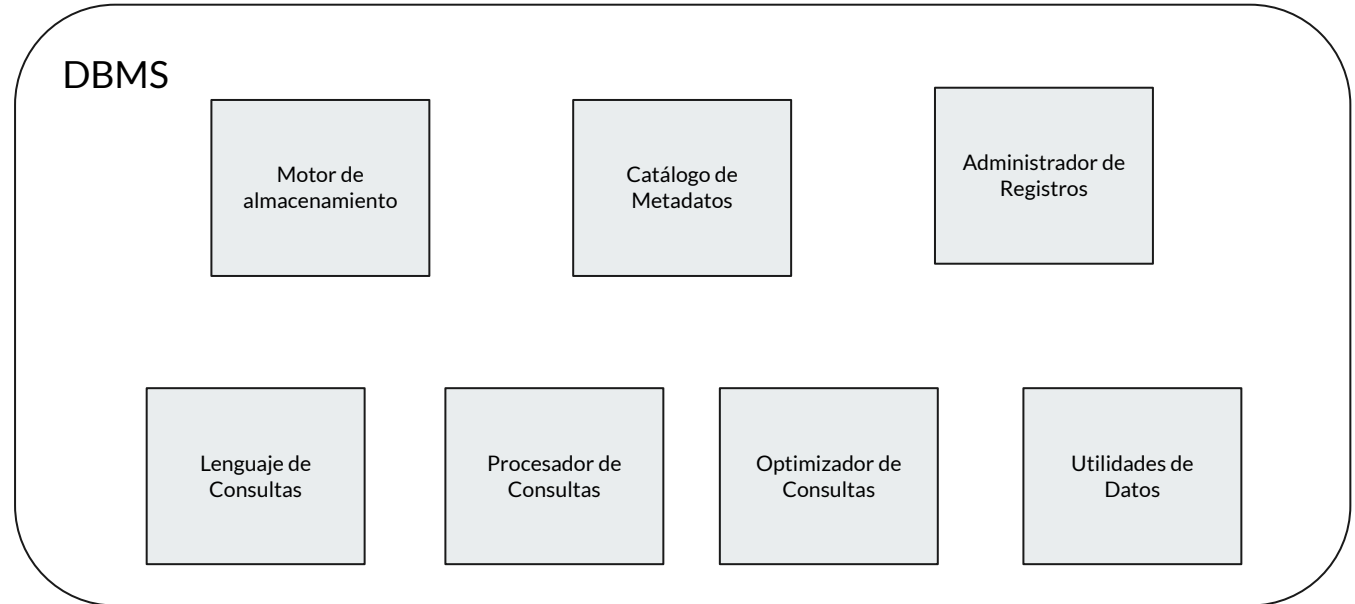 DBMS
Motor de
almacenamiento
Catálogo de
Metadatos
Administrador de
Registros
Lenguaje de
Consultas
Procesador de
Consultas
Optimizador de
Consultas
Utilidades de
Datos